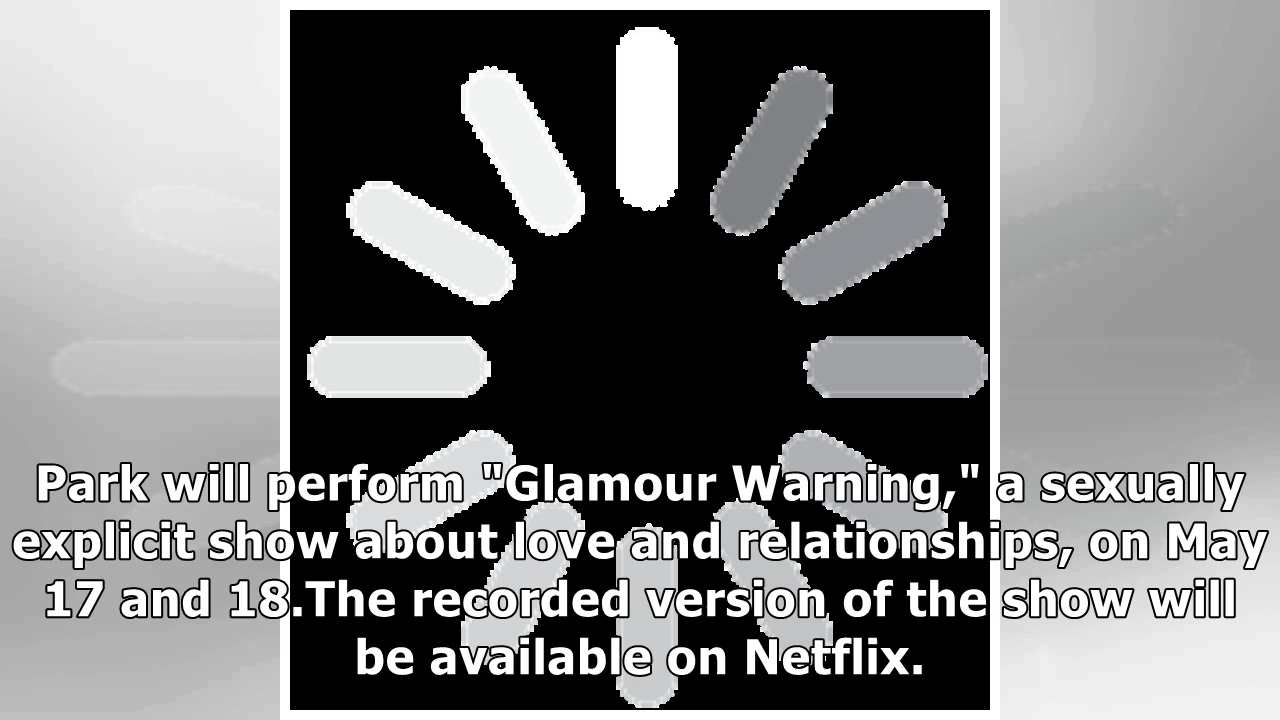 Park will perform "Glamour Warning," a sexually
explicit show about love and relationships, on May
17 and 18.The recorded version of the show will
be available on Netflix.